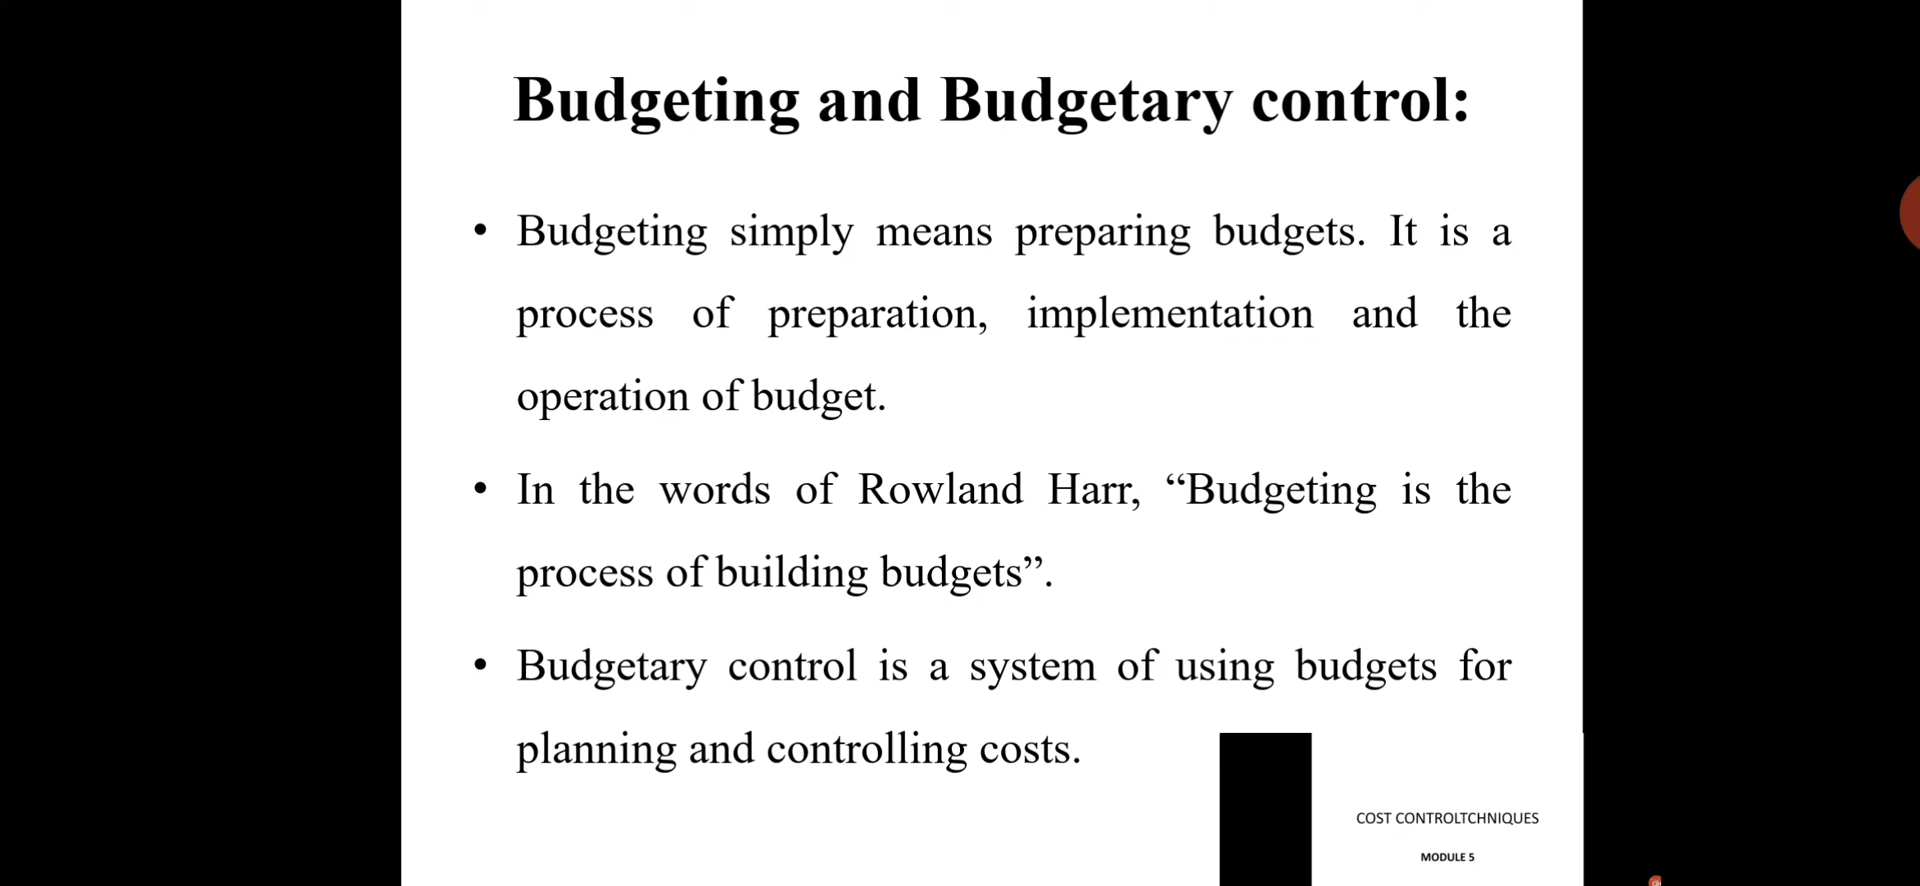 Budgeting and Budgetary control:
• Budgeting simply means preparing budgets. It is a
process of preparation, implementation and the
operation of budget.
• In the words of Rowland Harr, “Budgeting is the
process of building budgets”.
• Budgetary control is a system of using budgets for
planning and controlling costs.
COST CONTROLTCHNIQUES
MODULE 5